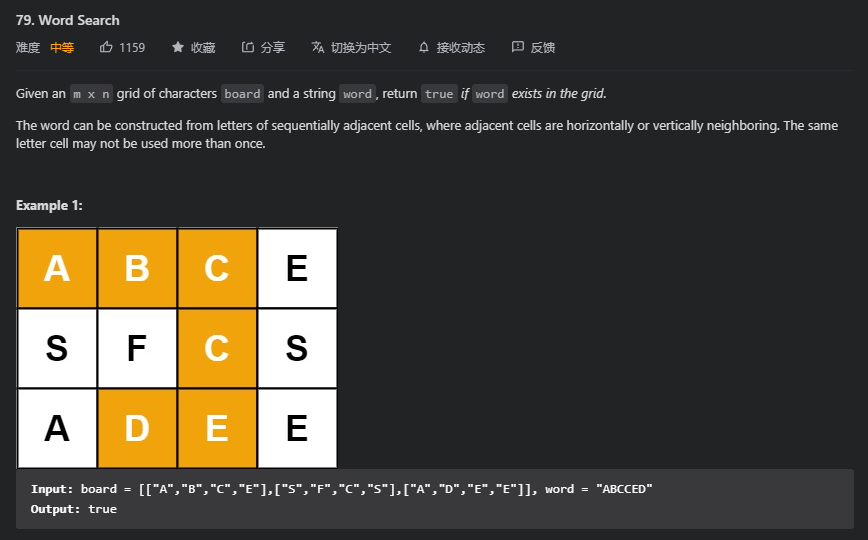 79. Word Search
难度 中等 1159 收藏 分享 切换为中文 接收动态 反馈
Given an m x n grid of characters board and a string word, return true if word exists in the grid.
The word can be constructed from letters of sequentially adjacent cells, where adjacent cells are horizontally or vertically neighboring. The same
letter cell may not be used more than once.
Example 1:
A B C E
S F C S
A D E E
Input: board = [["A","B","C","E"],["S","F","C","S"],["A","D","E","E"]], word = "ABCCED"
Output: true